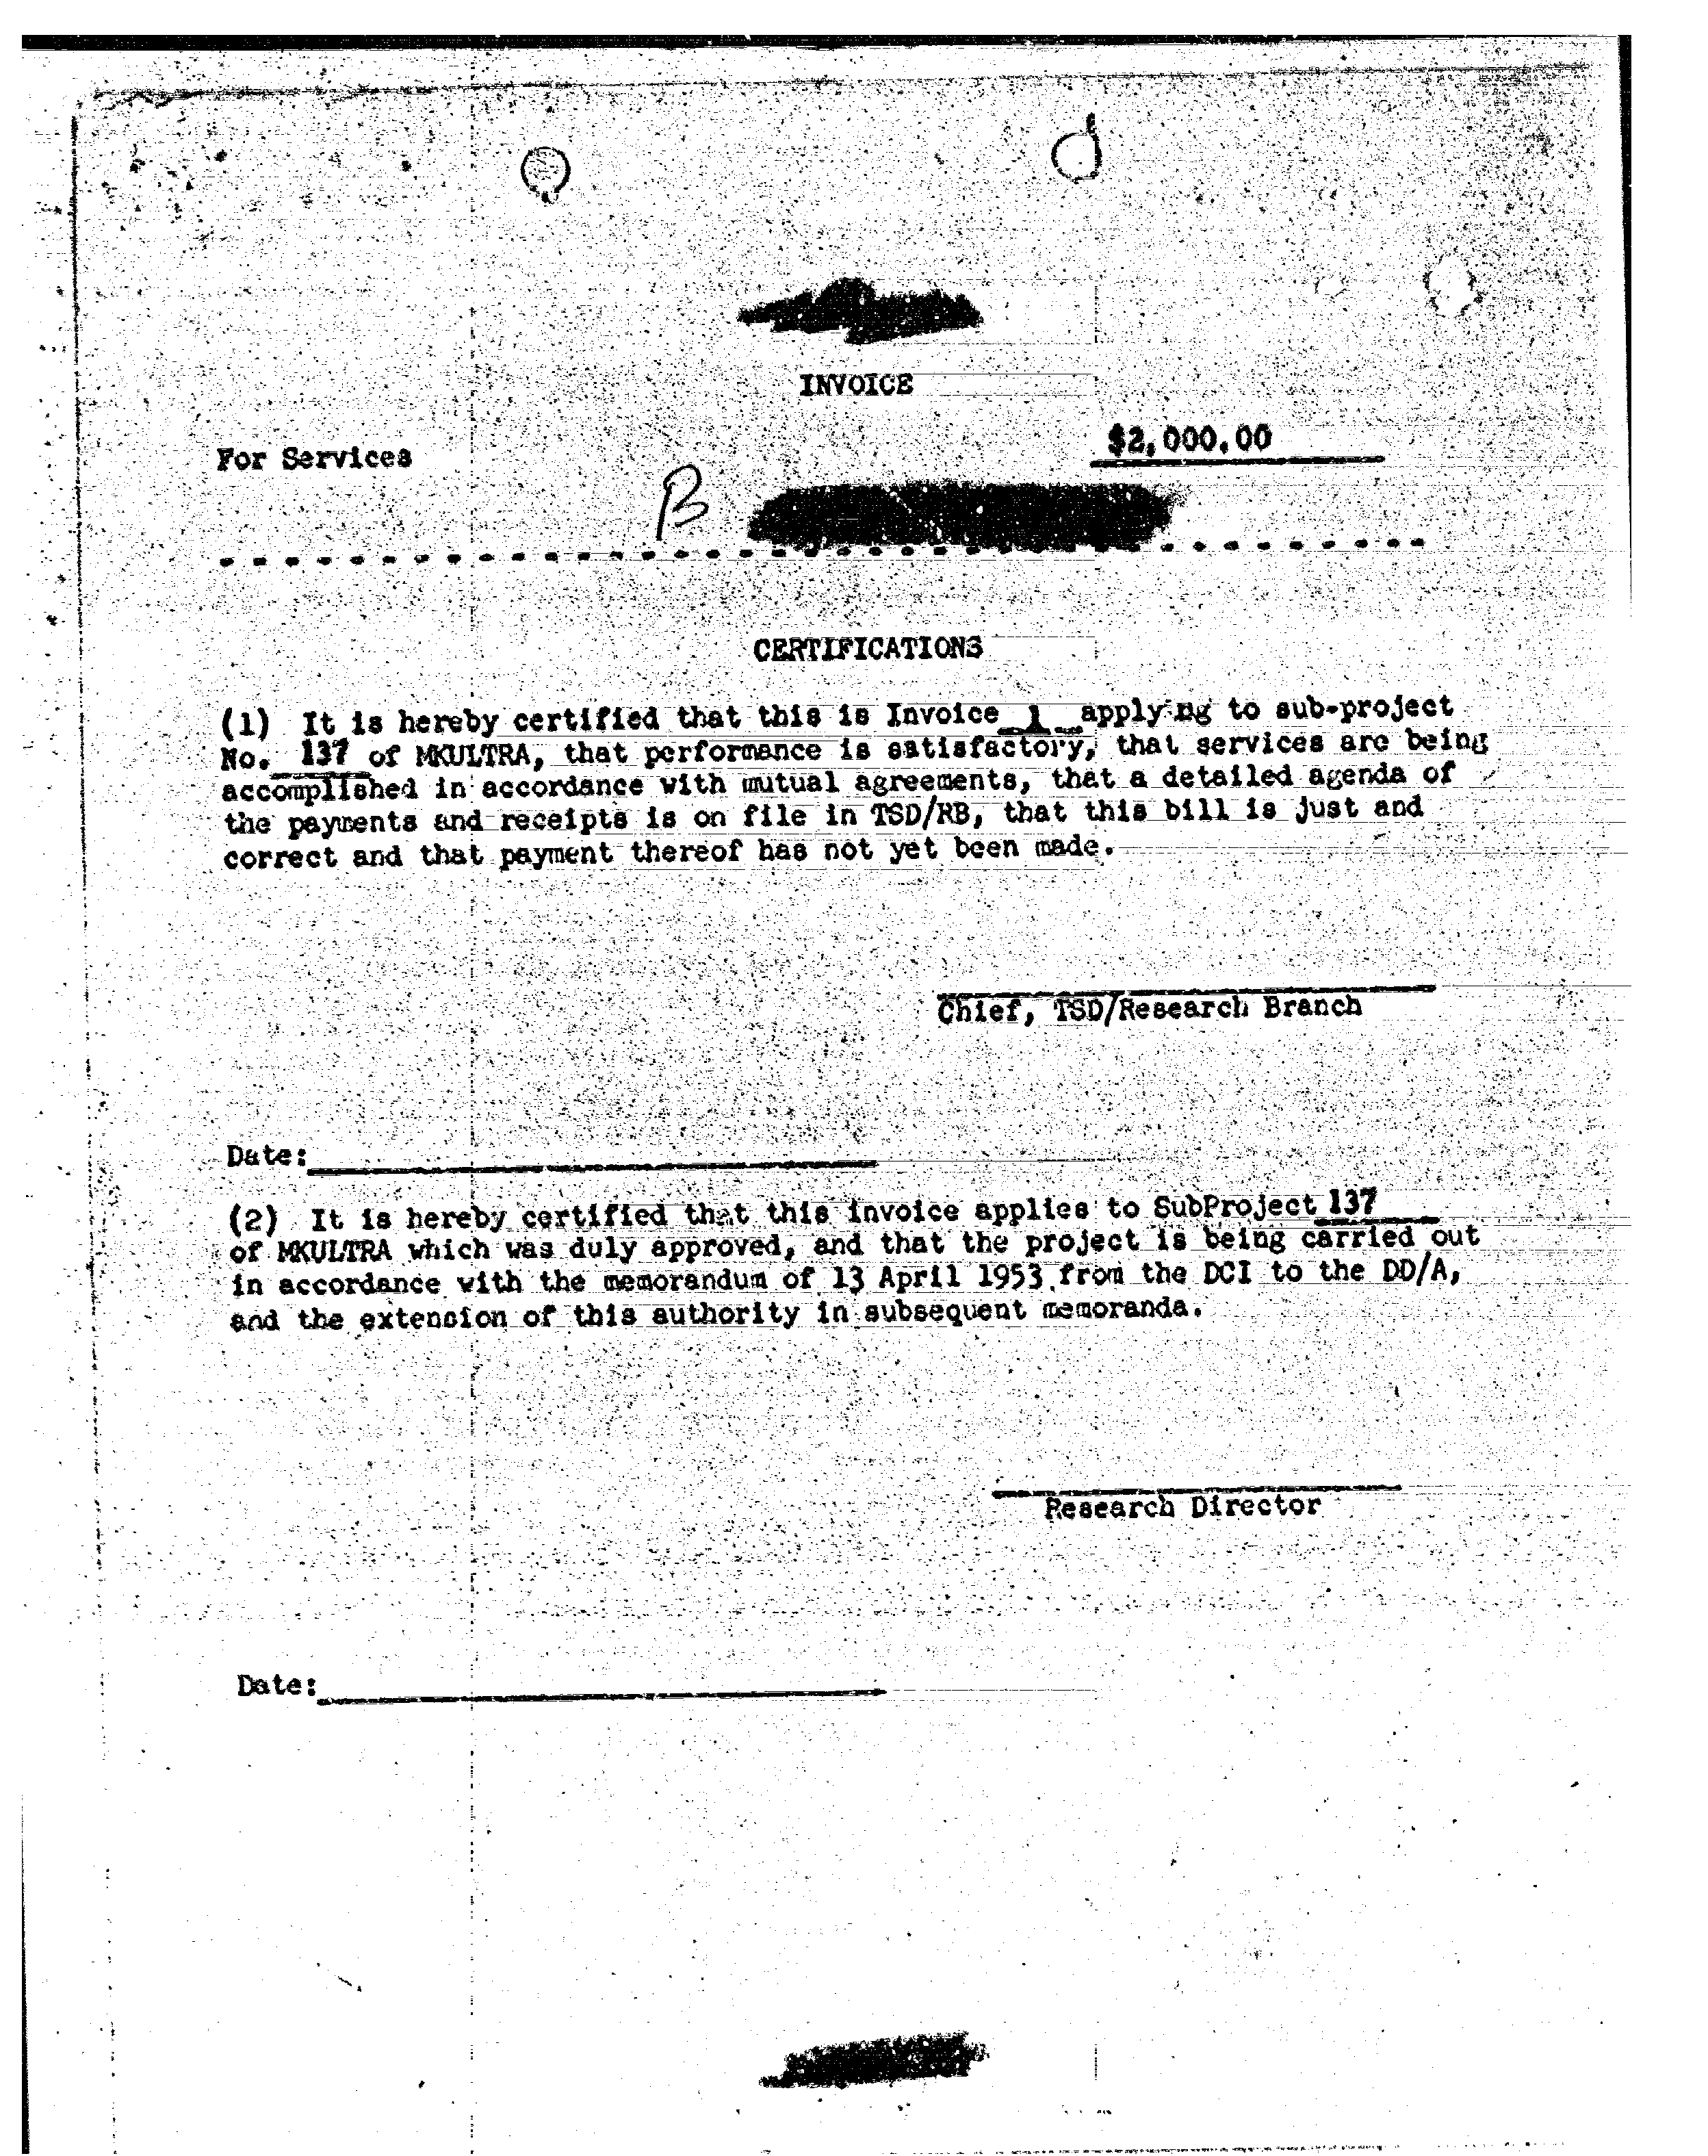 INVOICE
$2,000.00
For Services
B
CERTIFICATIONS
(1) It is hereby certified that this is Invoice 1 applying to sub-project
No. 137 of MKULTRA, that performance is satisfactory, that services are being
accomplished in accordance with mutual agreements, that a detailed agenda of
the payments and receipts is on file in TSD/RB, that this bill is just and
correct and that payment thereof has not yet been made.
Chief, TSD/Research Branch
Date:
(2) It is hereby certified that this invoice applies to SubProject 137
of MKULTRA which was duly approved, and that the project is being carried out
in accordance with the memorandum of 13 April 1953 from the DCI to the DD/A,
and the extension of this authority in subsequent memoranda.
Research Director
Date: